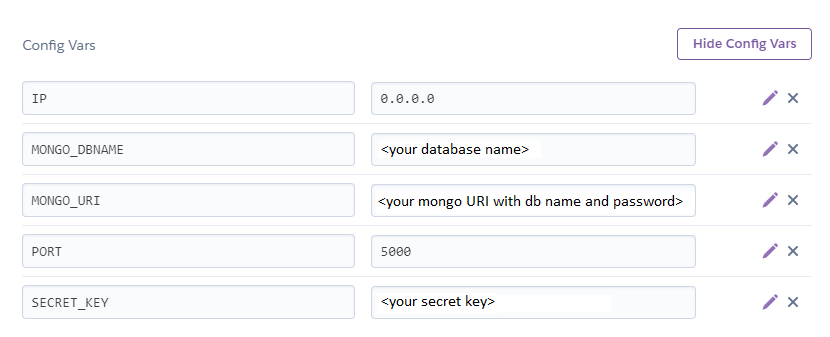 Config Vars
Hide Config Vars
IP
0.0.0.0
MONGO_DBNAME
<your database name>
MONGO_URI
<your mongo URI with db name and password>
PORT
5000
SECRET_KEY
<your secret key>